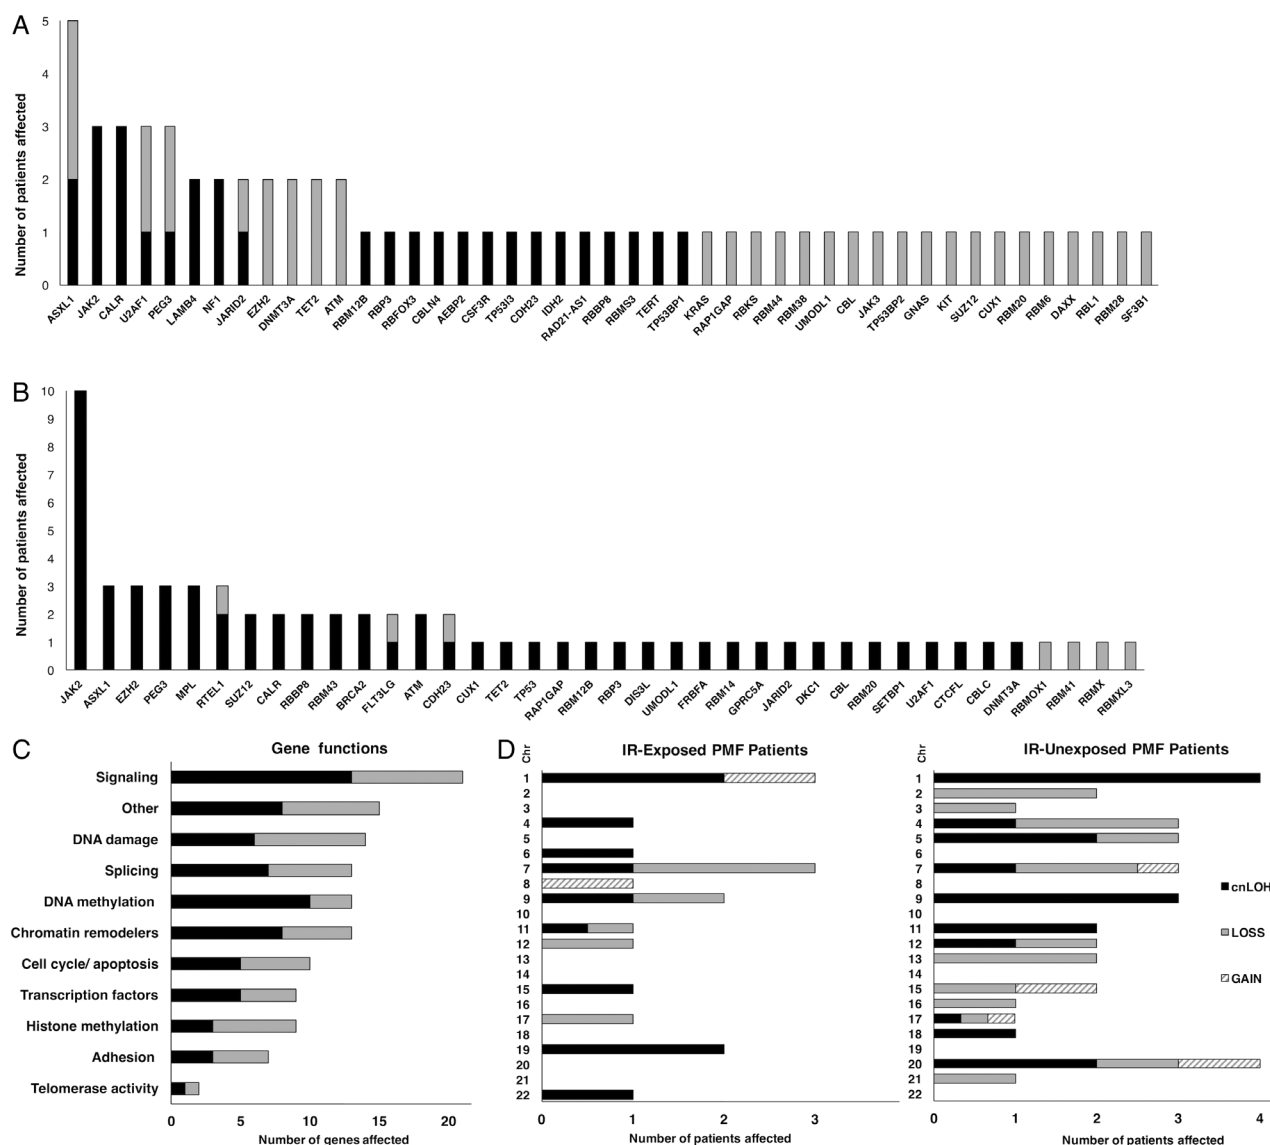 A
Number of patients affected
5
4
3
2
1
0
ASXL1 JAK2 CALR U2AF1 PEG3 LAMB4 NF1 JARID2 EZH2 DNMT3A TET2 ATM RBM12B RBP3 RBFOX3 CBLN4 AEBP2 CSF3R TP53I3 CDH23 IDH2 RAD21-AS1 RBBP8 RBMS3 TERT TP53BP1 KRAS RAP1GAP RBKS RBM44 RBM38 UMODL1 CBL JAK3 TP53BP2 GNAS KIT SUZ12 CUX1 RBM20 RBM6 DAXX RBL1 RBM28 SF3B1
B
Number of patients affected
10
9
8
7
6
5
4
3
2
1
0
JAK2 ASXL1 EZH2 PEG3 MPL RTEL1 SUZ12 CALR RBBP8 RBM43 BRCA2 FLT3LG ATM CDH23 CUX1 TET2 TP53 RAP1GAP RBM12B RBP3 DIS3L UMODL1 FRBFA RBM14 GPRC5A JARID2 DKC1 CBL RBM20 SETBP1 U2AF1 CTCFL CBLC DNMT3A RBMOX1 RBM41 RBMX RBMXL3
C
Gene functions
Signaling
Other
DNA damage
Splicing
DNA methylation
Chromatin remodelers
Cell cycle/ apoptosis
Transcription factors
Histone methylation
Adhesion
Telomerase activity
0 5 10 15 20
Number of genes affected
D
Chr
IR-Exposed PMF Patients
1
2
3
4
5
6
7
8
9
10
11
12
13
14
15
16
17
18
19
20
21
22
0 1 2 3
Number of patients affected
Chr
IR-Unexposed PMF Patients
1
2
3
4
5
6
7
8
9
10
11
12
13
14
15
16
17
18
19
20
21
22
0 1 2 3 4
Number of patients affected
cnLOH
LOSS
GAIN